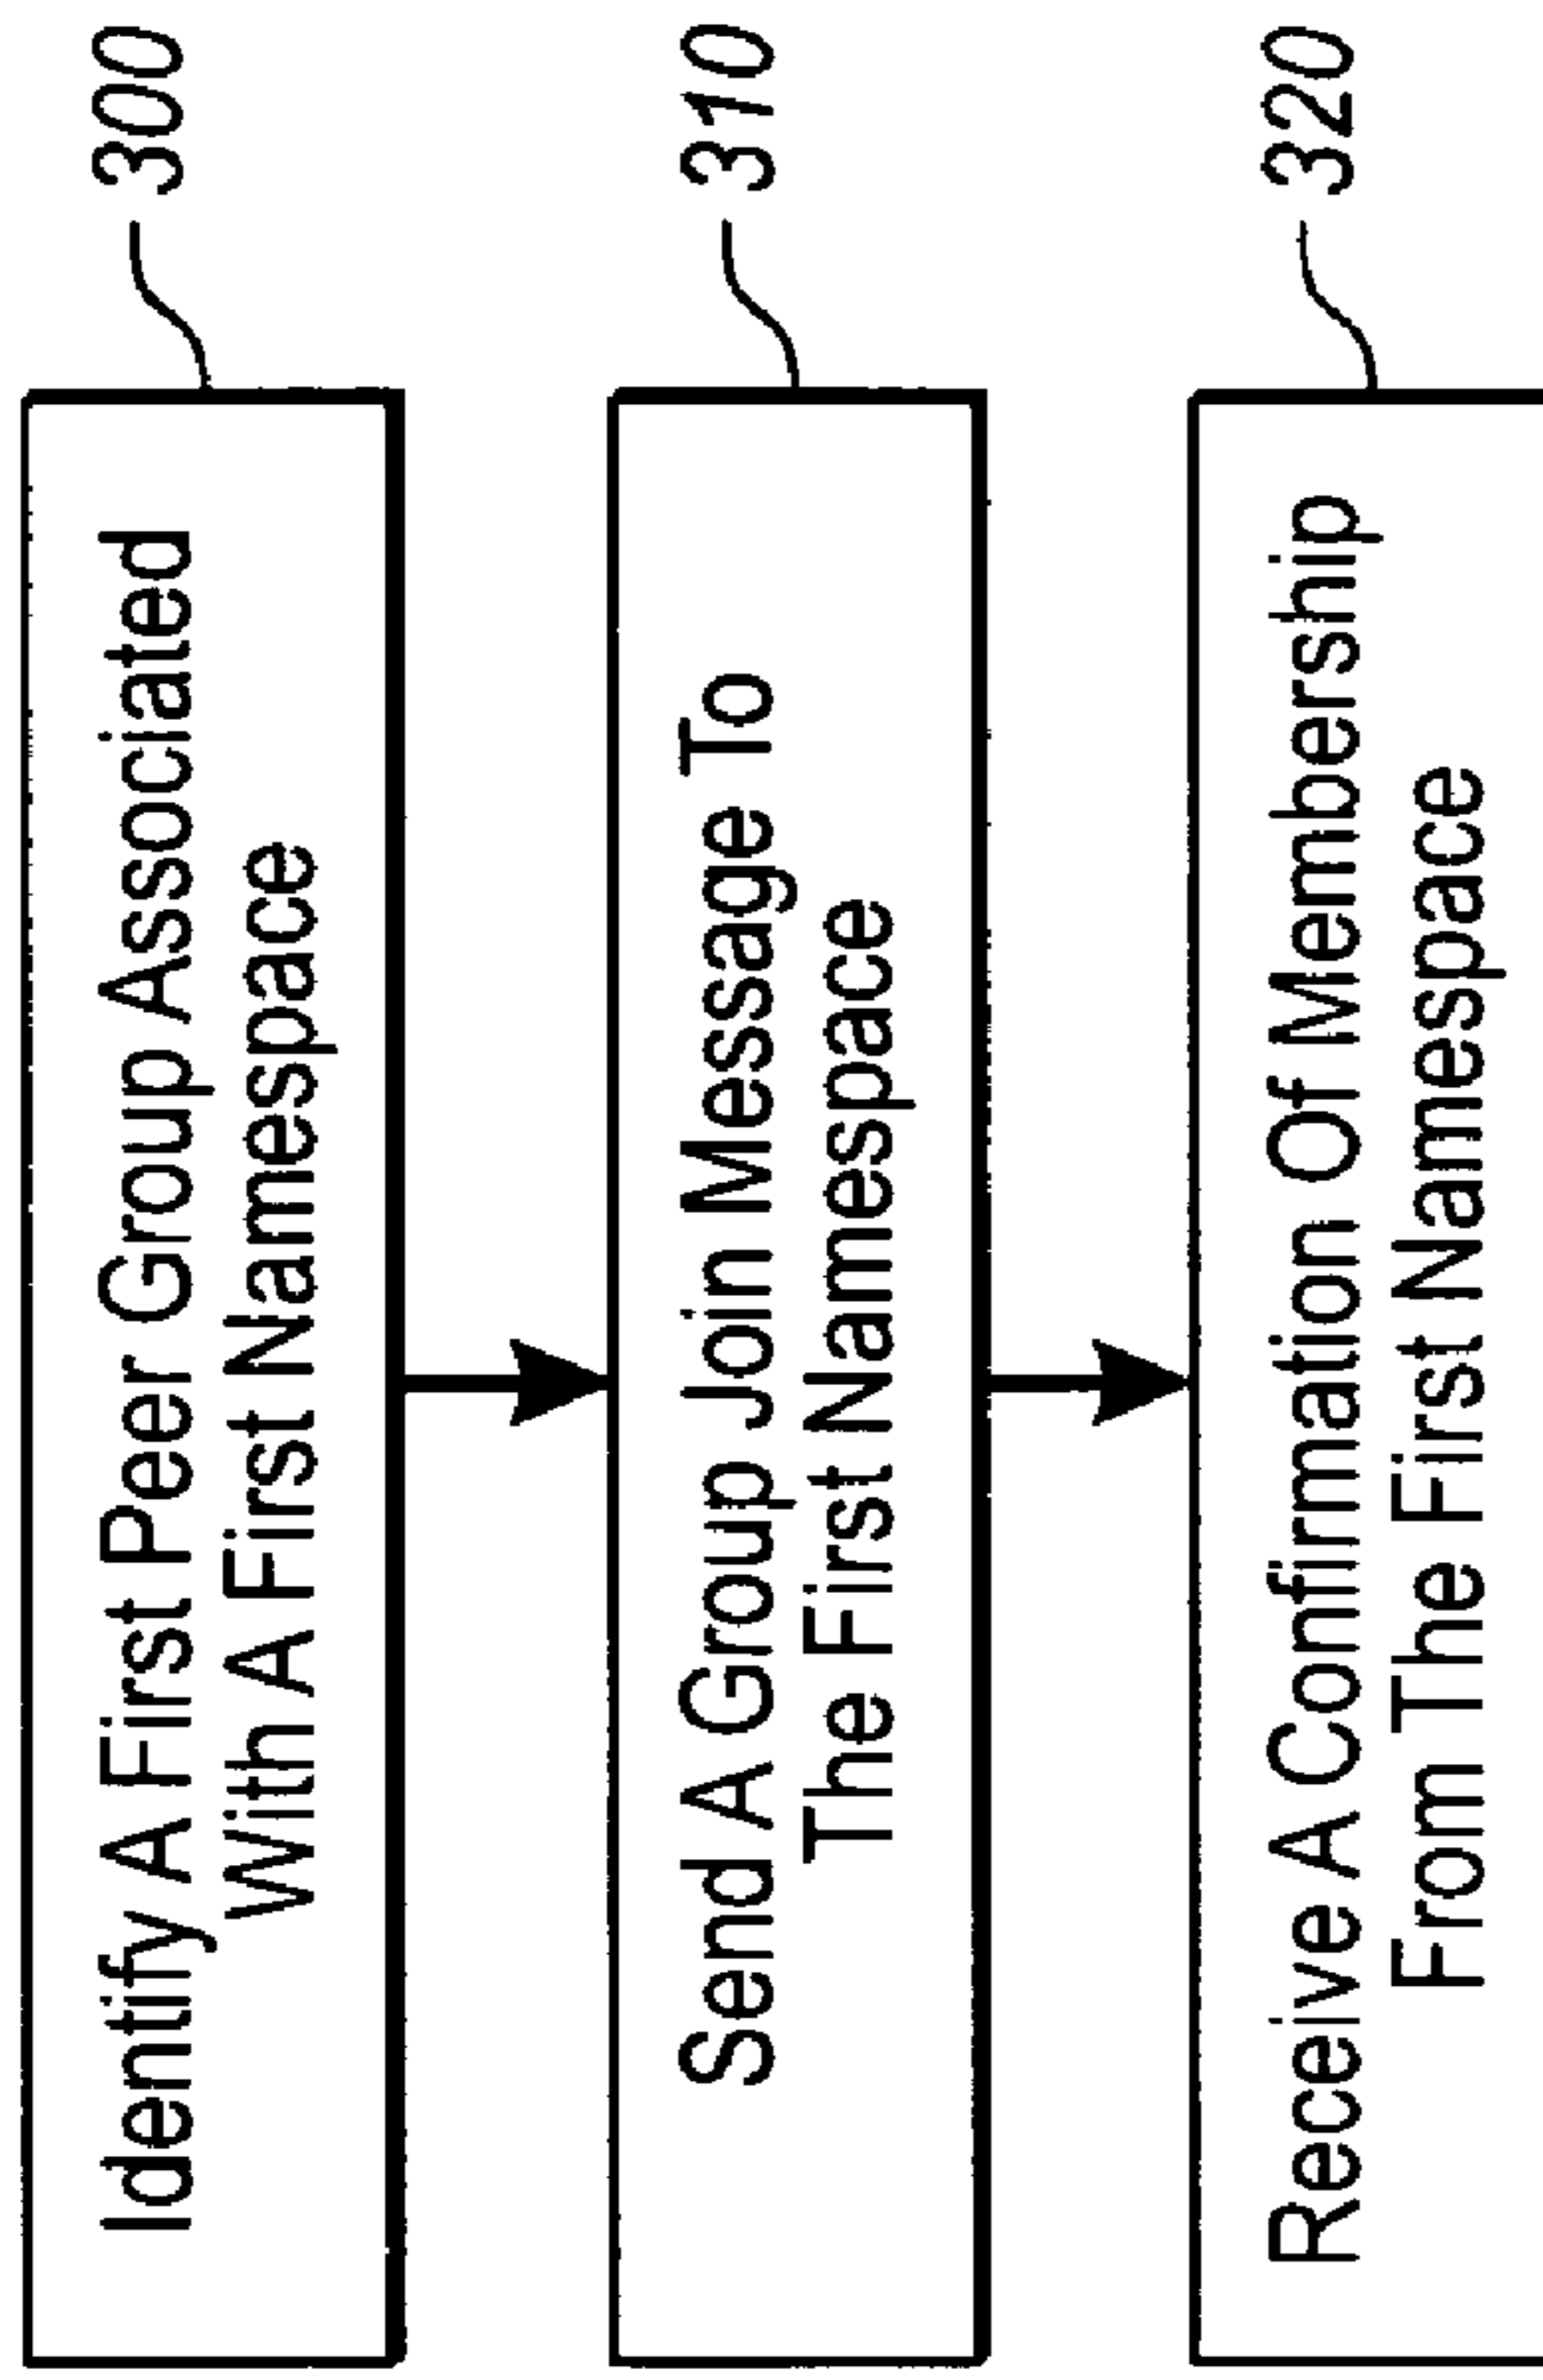 Identify A First Peer Group Associated
With A First Namespace
300
Send A Group Join Message To
The First Namespace
310
Receive A Confirmation Of Membership
From The First Namespace
320